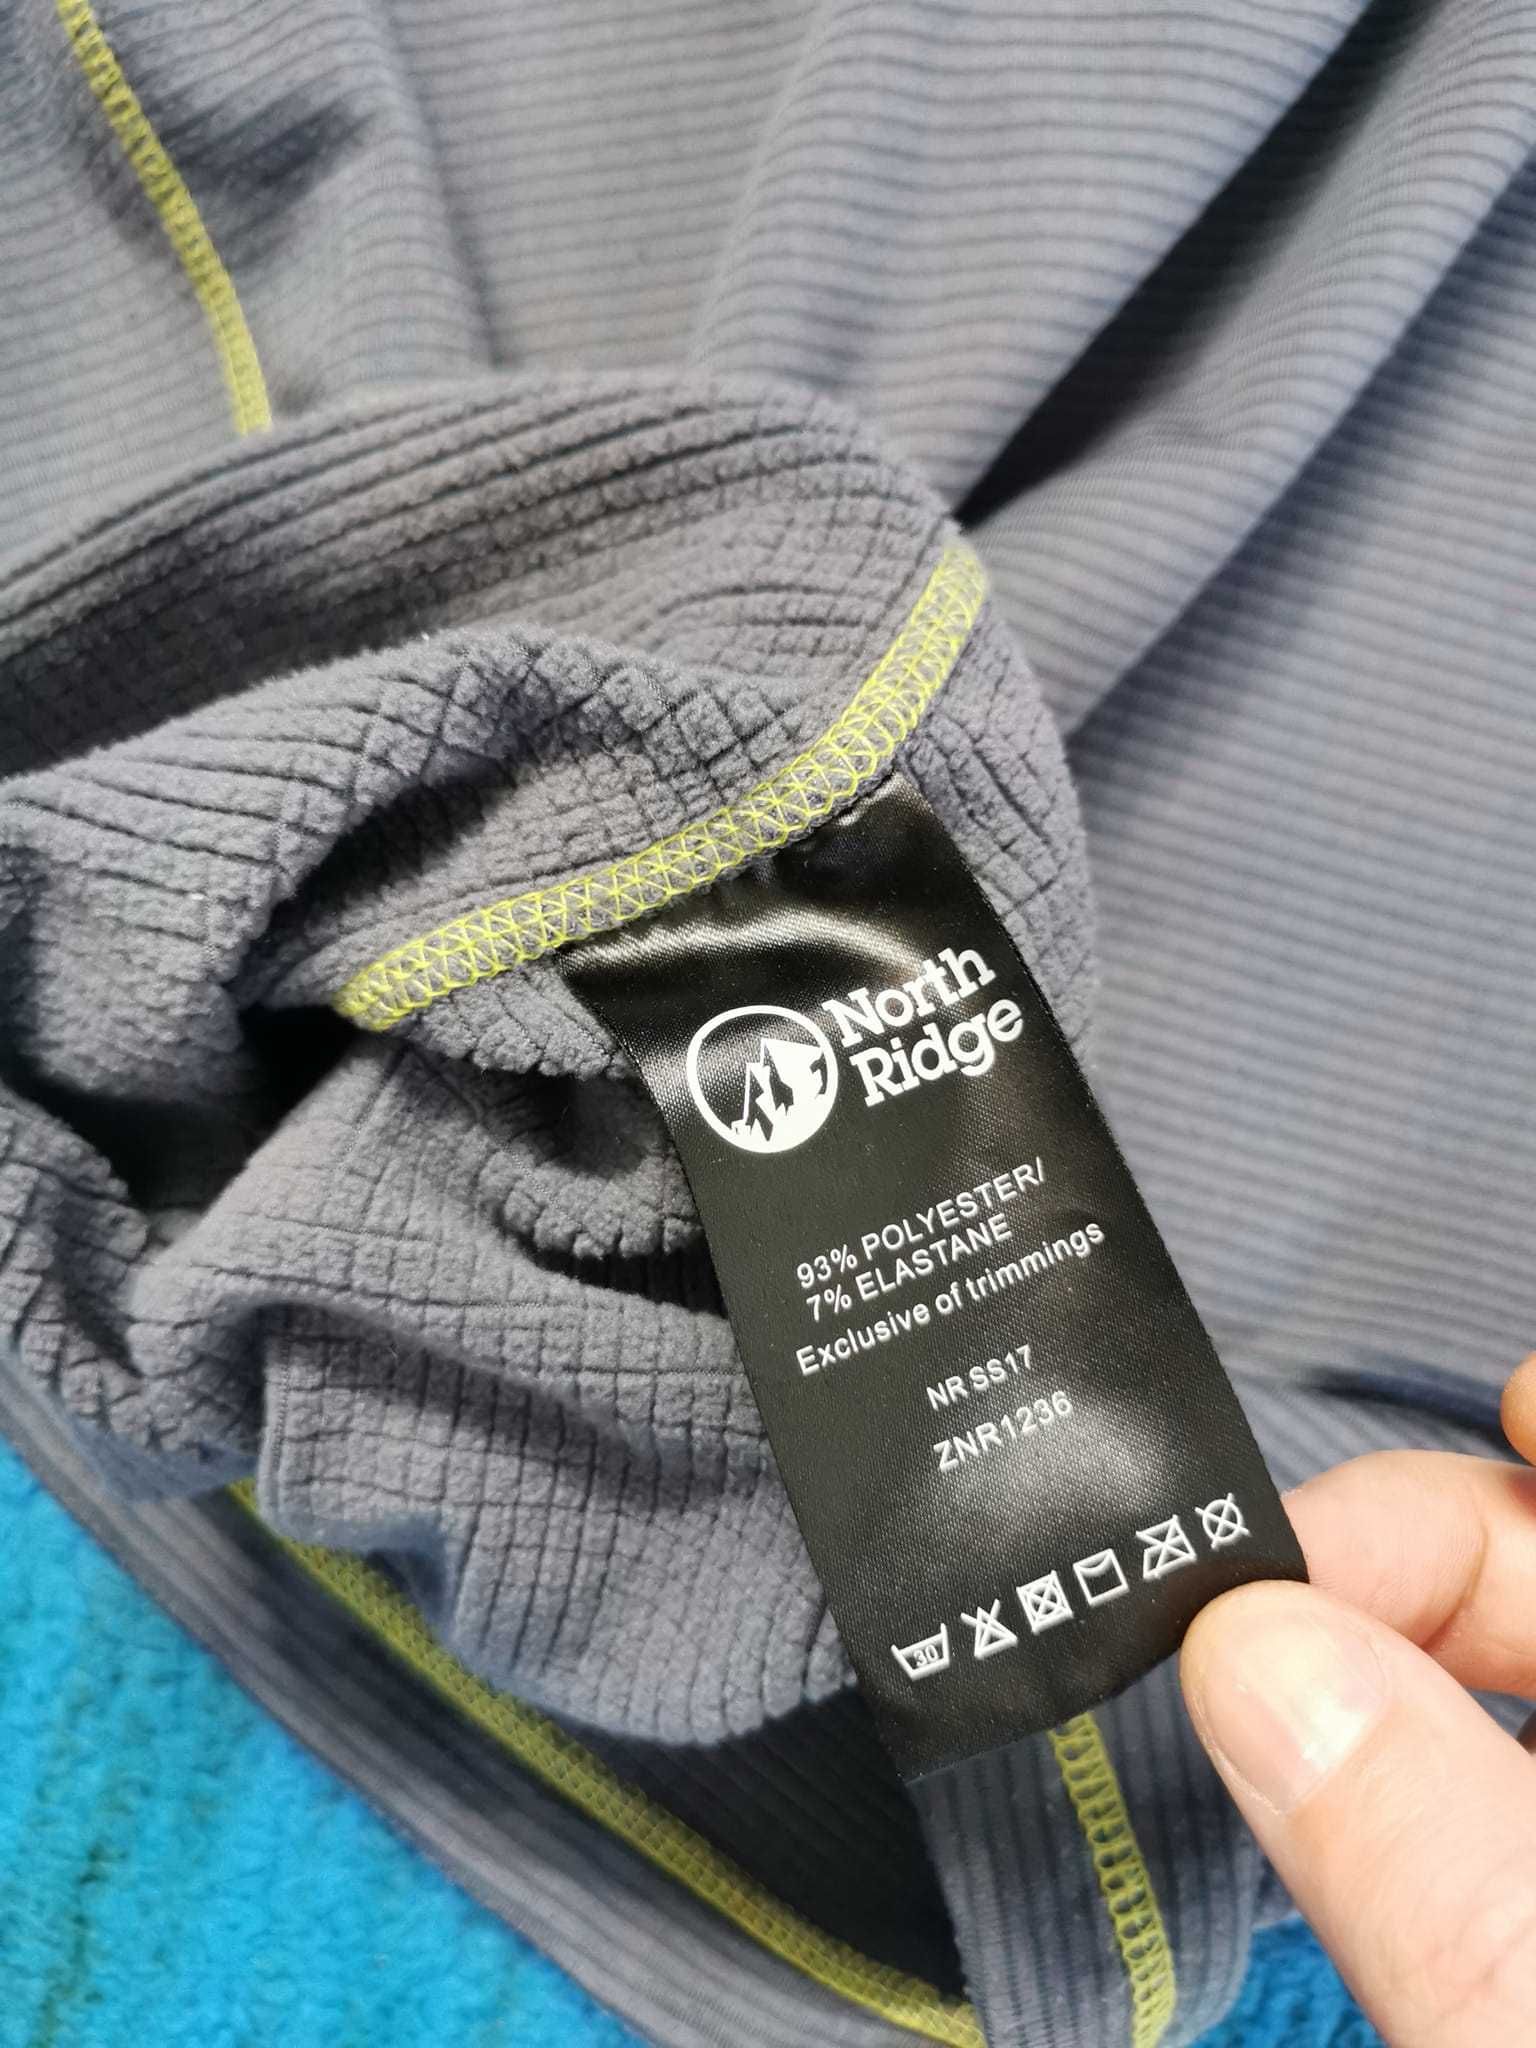 North
Ridge
93% POLYESTER/
7% ELASTANE
Exclusive of trimmings
NR SS17
ZNR1236
30